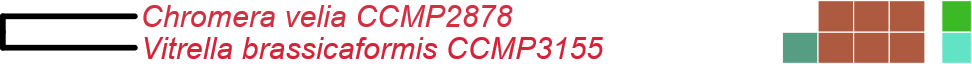 Chromera velia CCMP2878
Vitrella brassicaformis CCMP3155